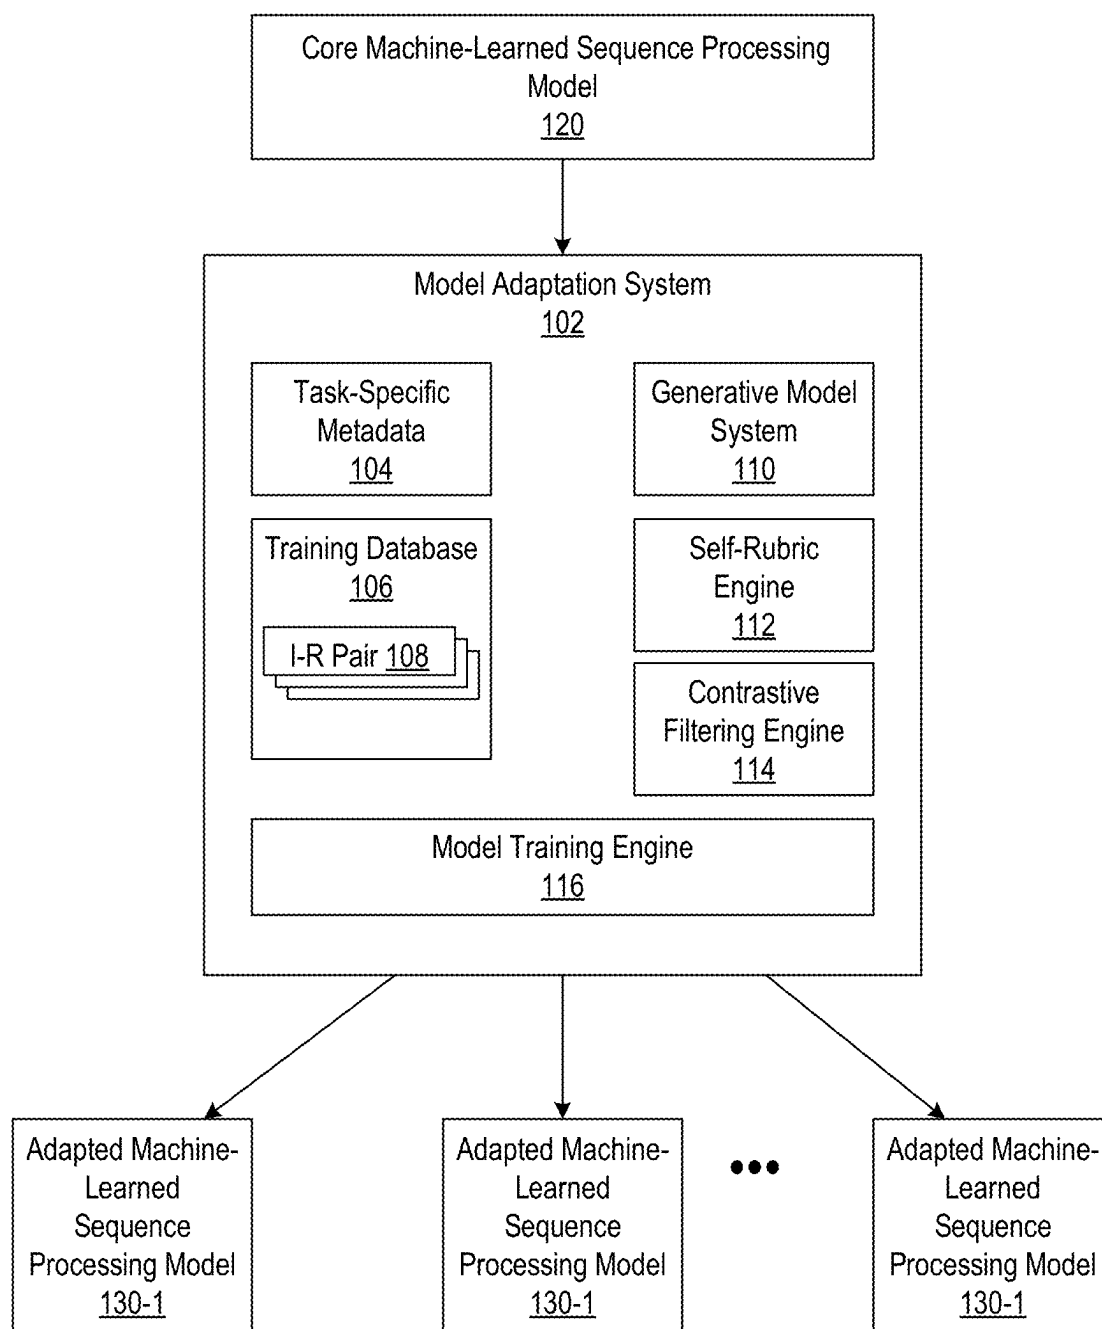 Core Machine-Learned Sequence Processing
Model
120
Model Adaptation System
102
Task-Specific
Metadata
104
Generative Model
System
110
Training Database
106
I-R Pair 108
Self-Rubric
Engine
112
Contrastive
Filtering Engine
114
Model Training Engine
116
Adapted Machine-
Learned
Sequence
Processing Model
130-1
Adapted Machine-
Learned
Sequence
Processing Model
130-1
Adapted Machine-
Learned
Sequence
Processing Model
130-1